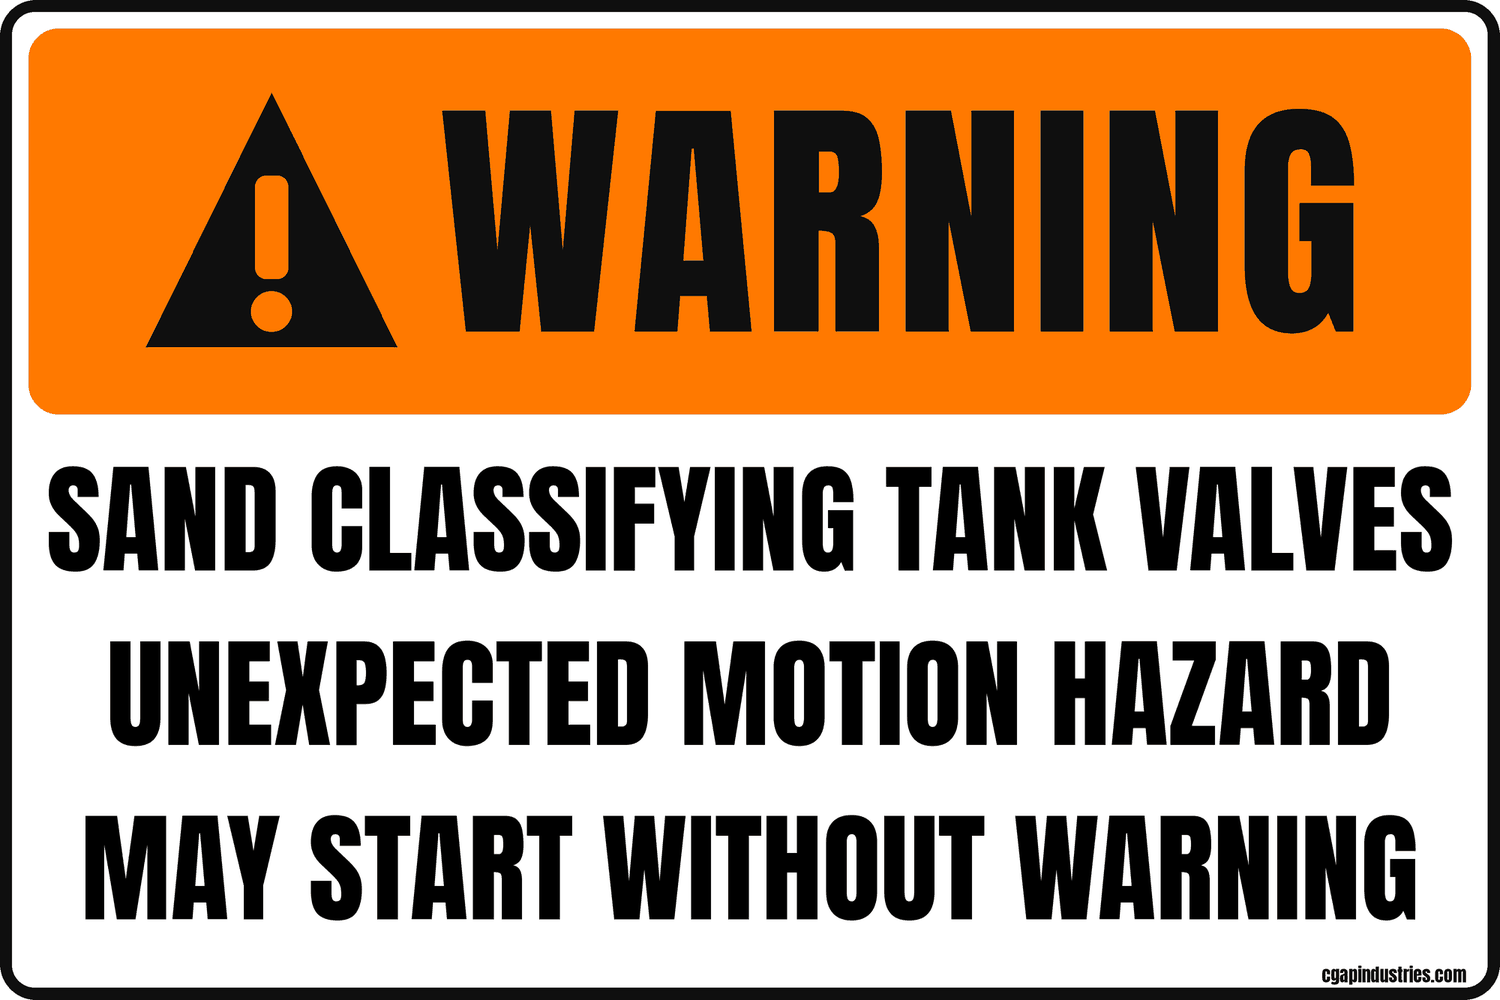 WARNING
SAND CLASSIFYING TANK VALVES
UNEXPECTED MOTION HAZARD
MAY START WITHOUT WARNING
cgapindustries.com